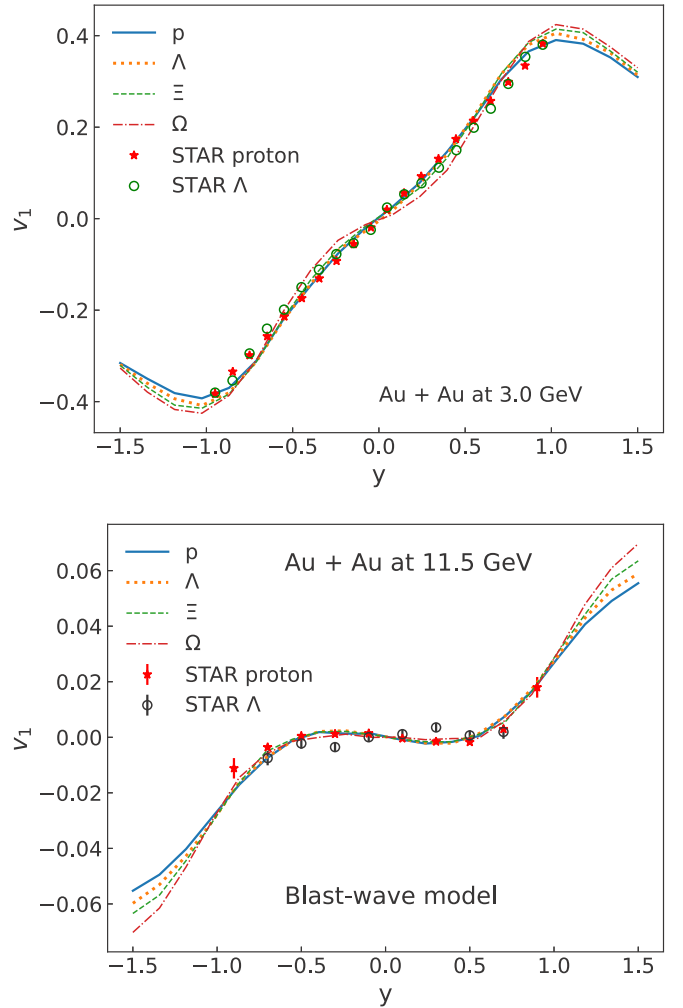 0.4
0.2
0.0
−0.2
−0.4
v₁
p
Λ
Ξ
Ω
STAR proton
STAR Λ
Au + Au at 3.0 GeV
−1.5 −1.0 −0.5 0.0 0.5 1.0 1.5
y
0.06
0.04
0.02
0.00
−0.02
−0.04
−0.06
v₁
p
Λ
Ξ
Ω
STAR proton
STAR Λ
Au + Au at 11.5 GeV
Blast-wave model
−1.5 −1.0 −0.5 0.0 0.5 1.0 1.5
y